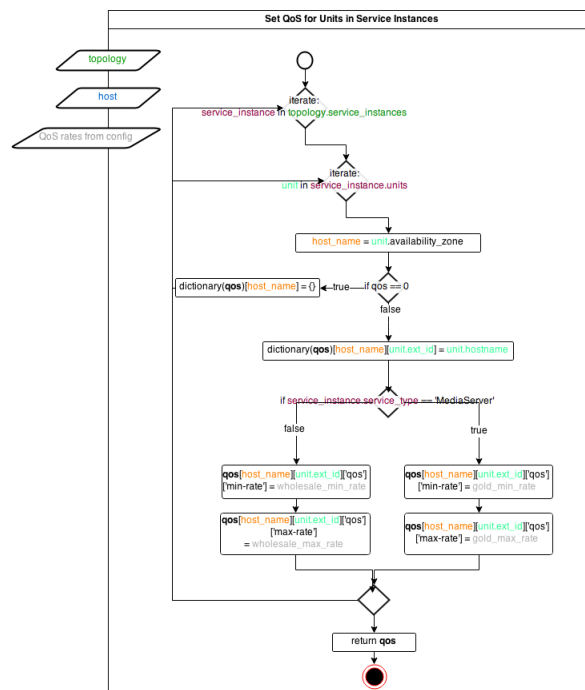 Set QoS for Units in Service Instances
topology
host
QoS rates from config
iterate:
service_instance in topology.service_instances
iterate:
unit in service_instance.units
host_name = unit.availability_zone
if qos == 0
true
dictionary(qos)[host_name] = {}
false
dictionary(qos)[host_name][unit.ext_id] = unit.hostname
if service_instance.service_type == 'MediaServer'
false
true
qos[host_name][unit.ext_id]['qos']
['min-rate'] = wholesale_min_rate
qos[host_name][unit.ext_id]['qos']
['min-rate'] = gold_min_rate
qos[host_name][unit.ext_id]['qos']
['max-rate']
= wholesale_max_rate
qos[host_name][unit.ext_id]['qos']
['max-rate'] = gold_max_rate
return qos